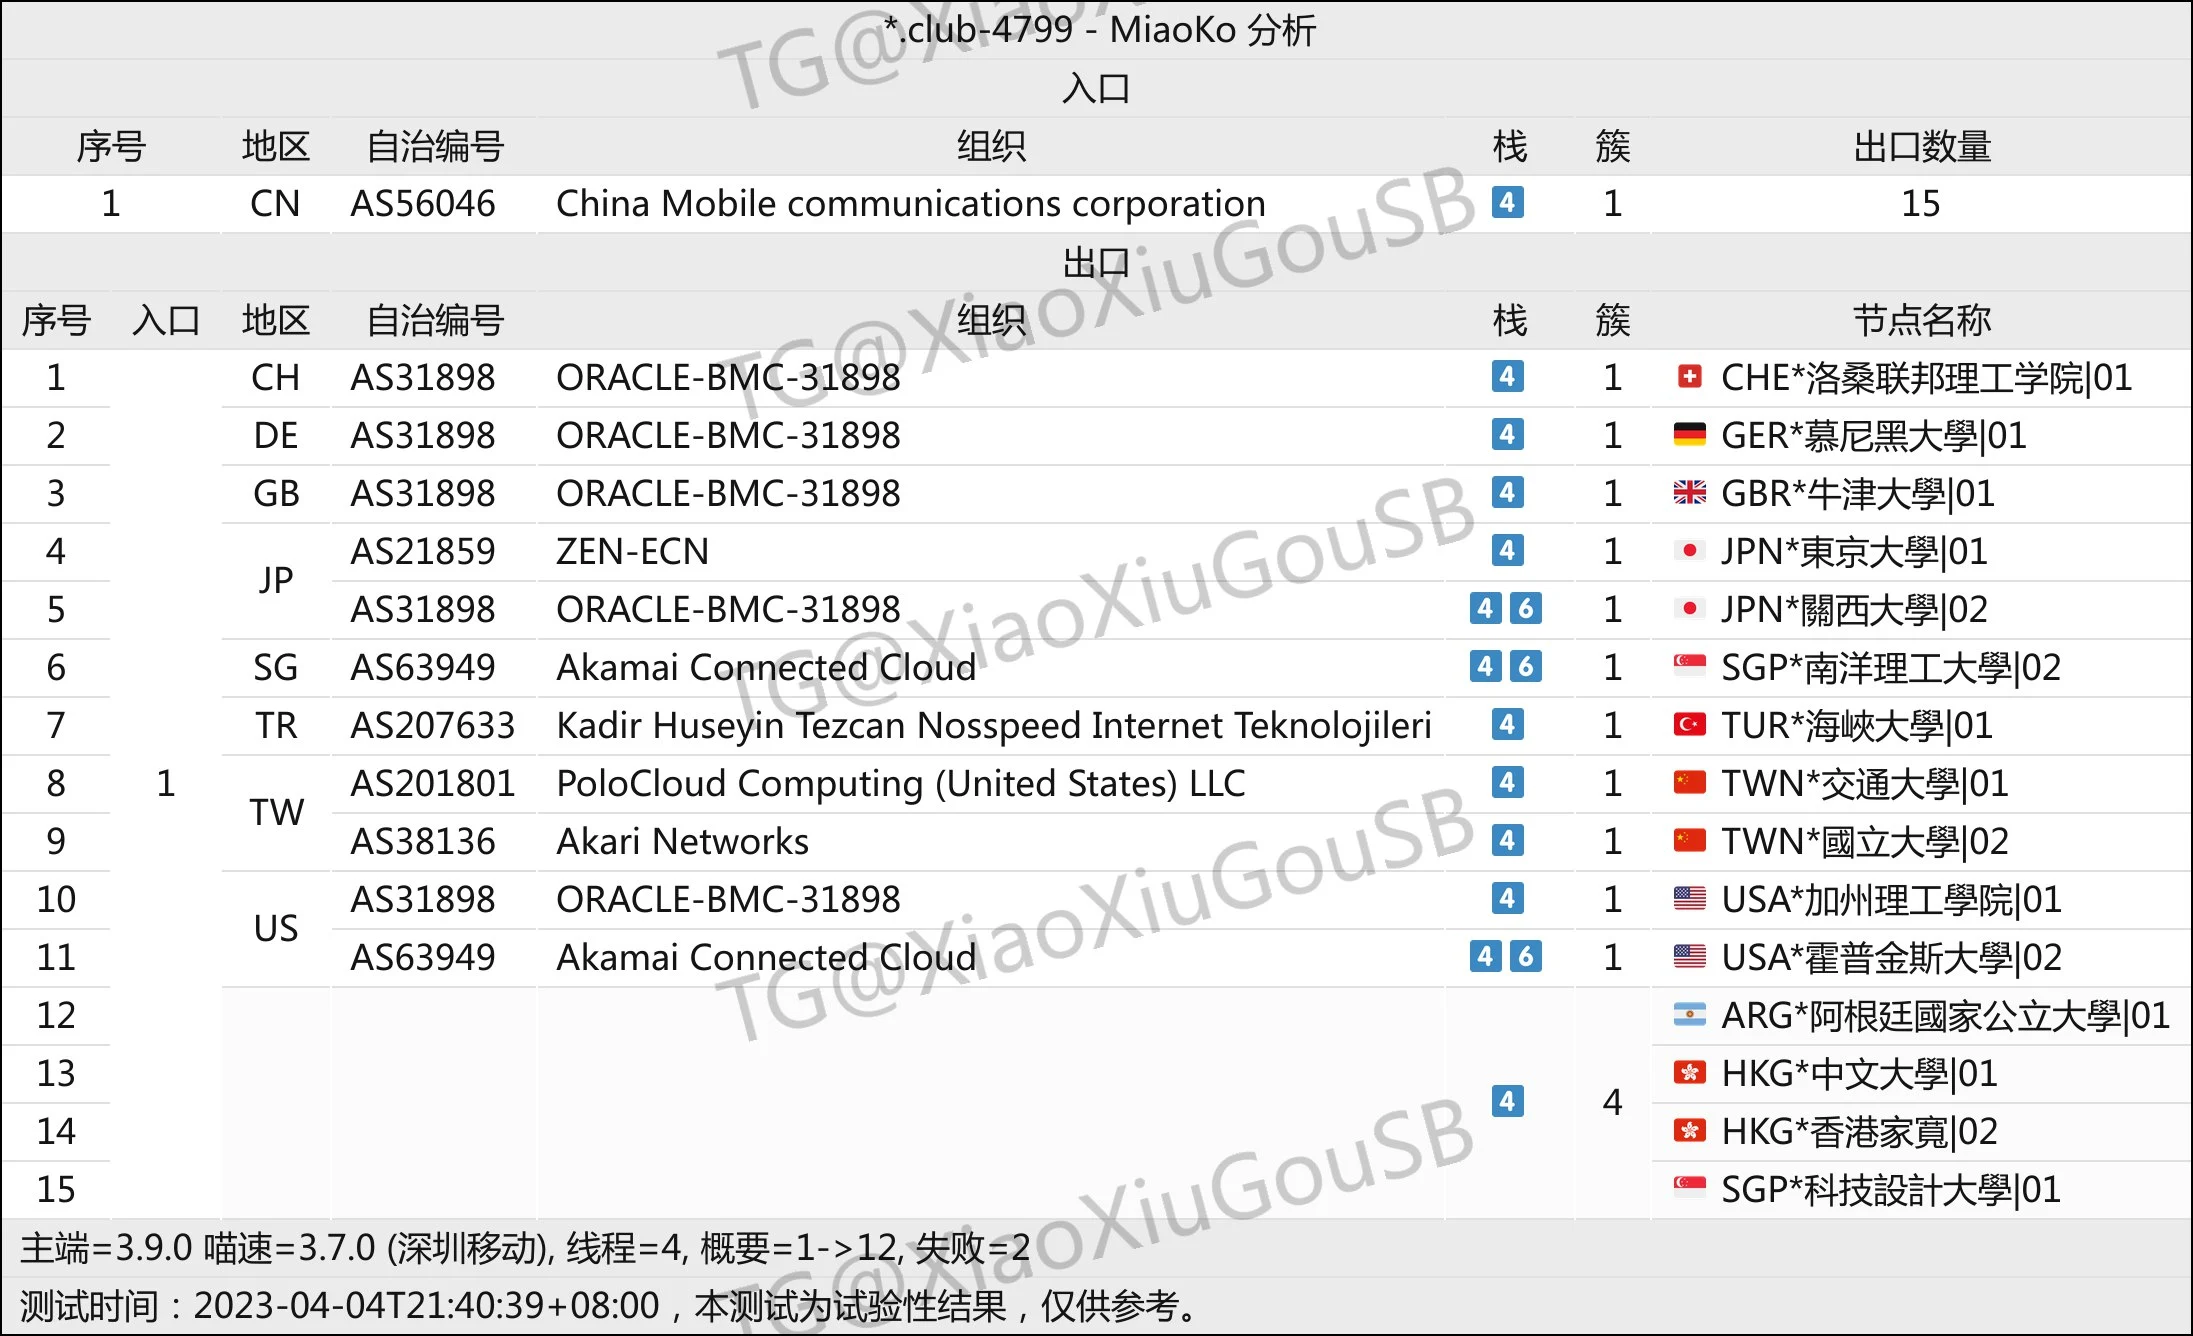 *.club-4799 - MiaoKo 分析
入口
序号 地区 自治编号 组织 栈 簇 出口数量
1 CN AS56046 China Mobile communications corporation 4 1 15
出口
序号 入口 地区 自治编号 组织 栈 簇 节点名称
1 CH AS31898 ORACLE-BMC-31898 4 1 CHE*洛桑联邦理工学院|01
2 DE AS31898 ORACLE-BMC-31898 4 1 GER*慕尼黑大學|01
3 GB AS31898 ORACLE-BMC-31898 4 1 GBR*牛津大學|01
4 JP AS21859 ZEN-ECN 4 1 JPN*東京大學|01
5 AS31898 ORACLE-BMC-31898 4 6 1 JPN*關西大學|02
6 SG AS63949 Akamai Connected Cloud 4 6 1 SGP*南洋理工大學|02
7 TR AS207633 Kadir Huseyin Tezcan Nosspeed Internet Teknolojileri 4 1 TUR*海峽大學|01
8 1 TW AS201801 PoloCloud Computing (United States) LLC 4 1 TWN*交通大學|01
9 AS38136 Akari Networks 4 1 TWN*國立大學|02
10 US AS31898 ORACLE-BMC-31898 4 1 USA*加州理工學院|01
11 AS63949 Akamai Connected Cloud 4 6 1 USA*霍普金斯大學|02
12 ARG*阿根廷國家公立大學|01
13 4 4 HKG*中文大學|01
14 HKG*香港家寬|02
15 SGP*科技設計大學|01
主端=3.9.0 喵速=3.7.0 (深圳移动), 线程=4, 概要=1->12, 失败=2
测试时间：2023-04-04T21:40:39+08:00，本测试为试验性结果，仅供参考。
TG@XiaoXiuGouSB
TG@XiaoXiuGouSB
TG@XiaoXiuGouSB
TG@XiaoXiuGouSB